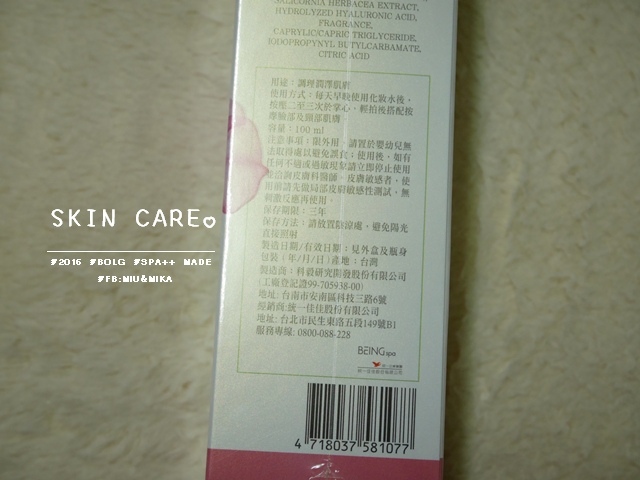 SALICORNIA HERBACEA EXTRACT,
HYDROLYZED HYALURONIC ACID,
FRAGRANCE,
CAPRYLIC/CAPRIC TRIGLYCERIDE,
IODOPROPYNYL BUTYLCARBAMATE,
CITRIC ACID
用途：調理潤澤肌膚
使用方式：每天早晚使用化妝水後，
按壓二至三次於掌心，輕拍後搭配按
摩臉部及頸部肌膚。
容量：100 ml
注意事項：限外用，請置於嬰幼兒無
法取得處以避免誤食；使用後，如有
任何不適或過敏現象請立即停止使用
並洽詢皮膚科醫師。皮膚敏感者，使
用前請先做局部皮膚敏感性測試，無
刺激反應再使用。
保存期限：三年
保存方法：請放置陰涼處，避免陽光
直接照射
製造日期/有效日期：見外盒及瓶身
包裝 (年/月/日) 產地：台灣
製造商：科毅研究開發股份有限公司
(工廠登記證99-705938-00)
地址: 台南市安南區科技三路6號
經銷商:統一佳佳股份有限公司
地址: 台北市民生東路五段149號B1
服務專線: 0800-088-228
BEINGspa
4 718037 581077
SKIN CARE
#2016 #BOLG #SPA++ MADE
#FB:MIU&MIKA